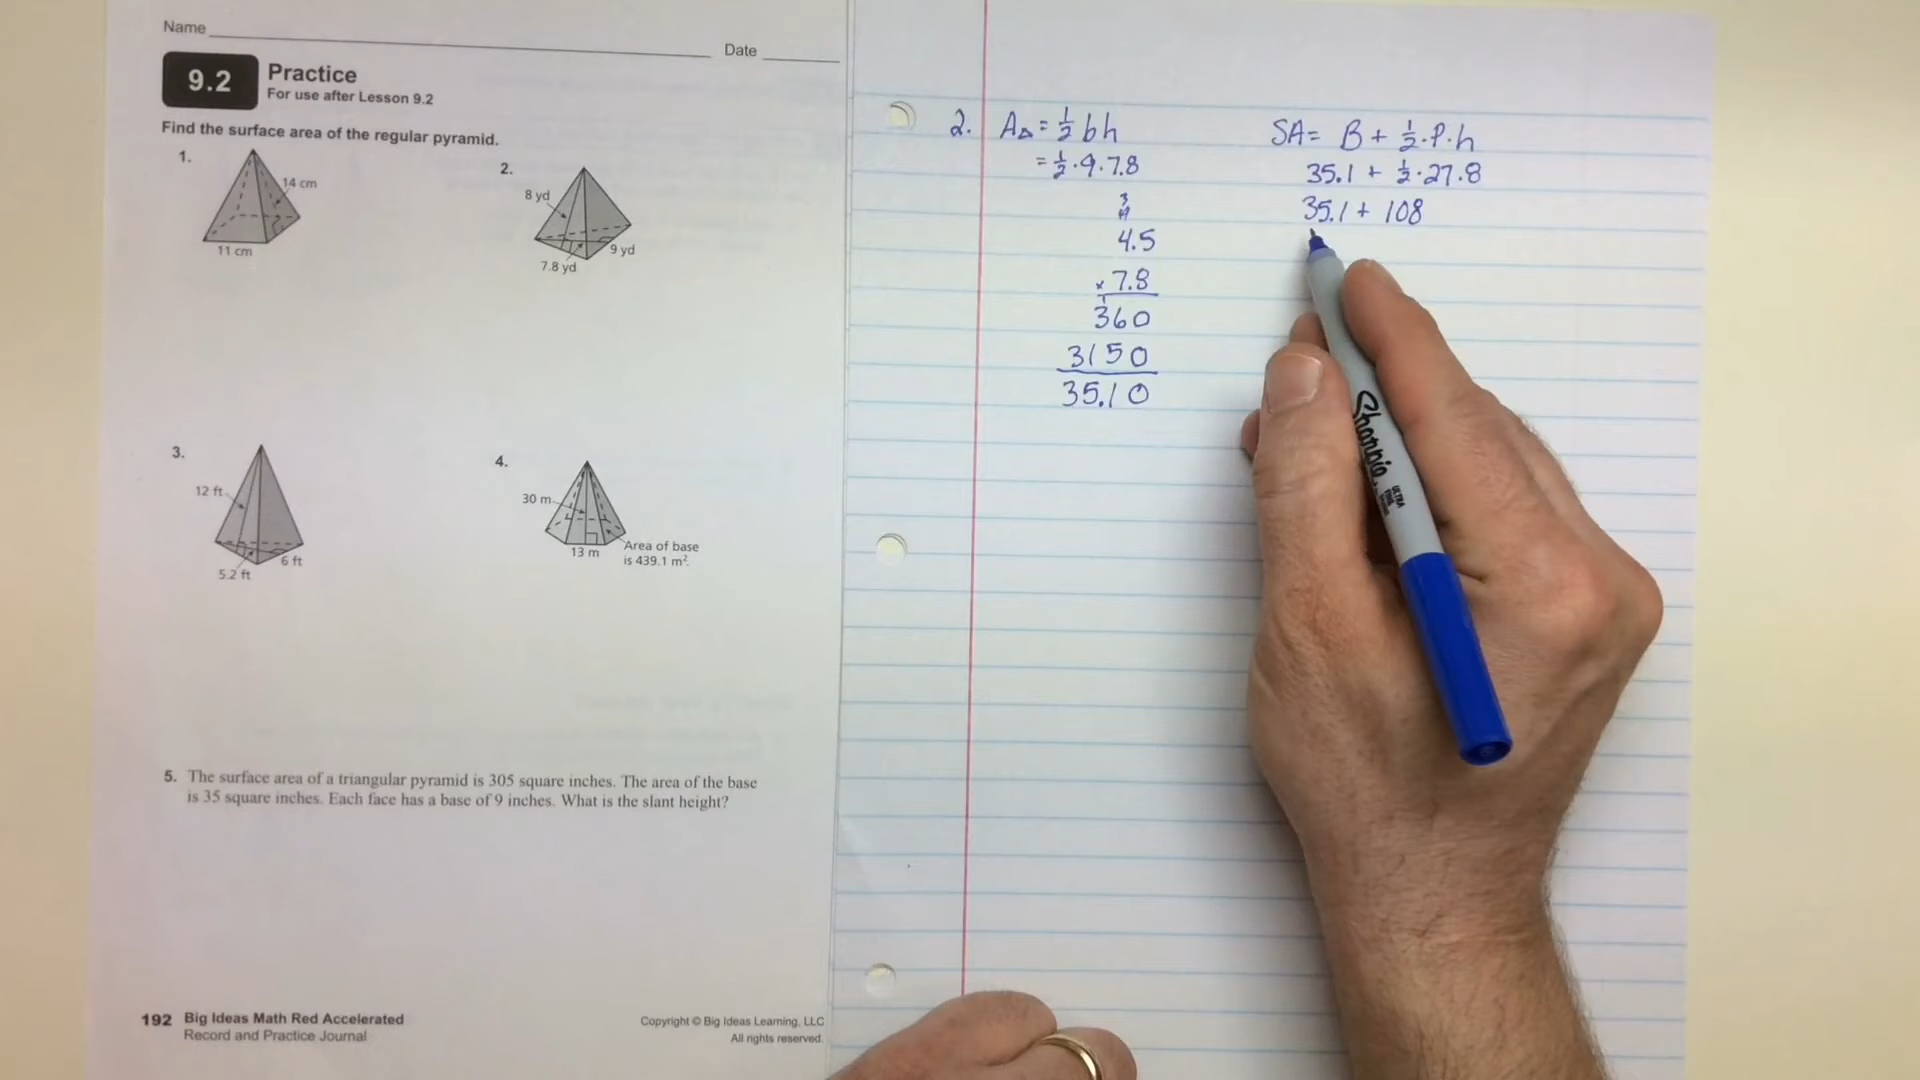 Name
Date
9.2 Practice
For use after Lesson 9.2
Find the surface area of the regular pyramid.
1.
14 cm
11 cm
2.
8 yd
9 yd
7.8 yd
3.
12 ft
6 ft
5.2 ft
4.
30 m
13 m
Area of base
is 439.1 m².
5. The surface area of a triangular pyramid is 305 square inches. The area of the base
is 35 square inches. Each face has a base of 9 inches. What is the slant height?
192 Big Ideas Math Red Accelerated
Record and Practice Journal
Copyright © Big Ideas Learning, LLC
All rights reserved.
2. A△ = ½ bh
= ½ · 9 · 7.8
3
4
4.5
× 7.8
1
360
3150
35.10
SA = B + ½ · P · h
35.1 + ½ · 27 · 8
35.1 + 108
Sharpie
ULTRA
FINE